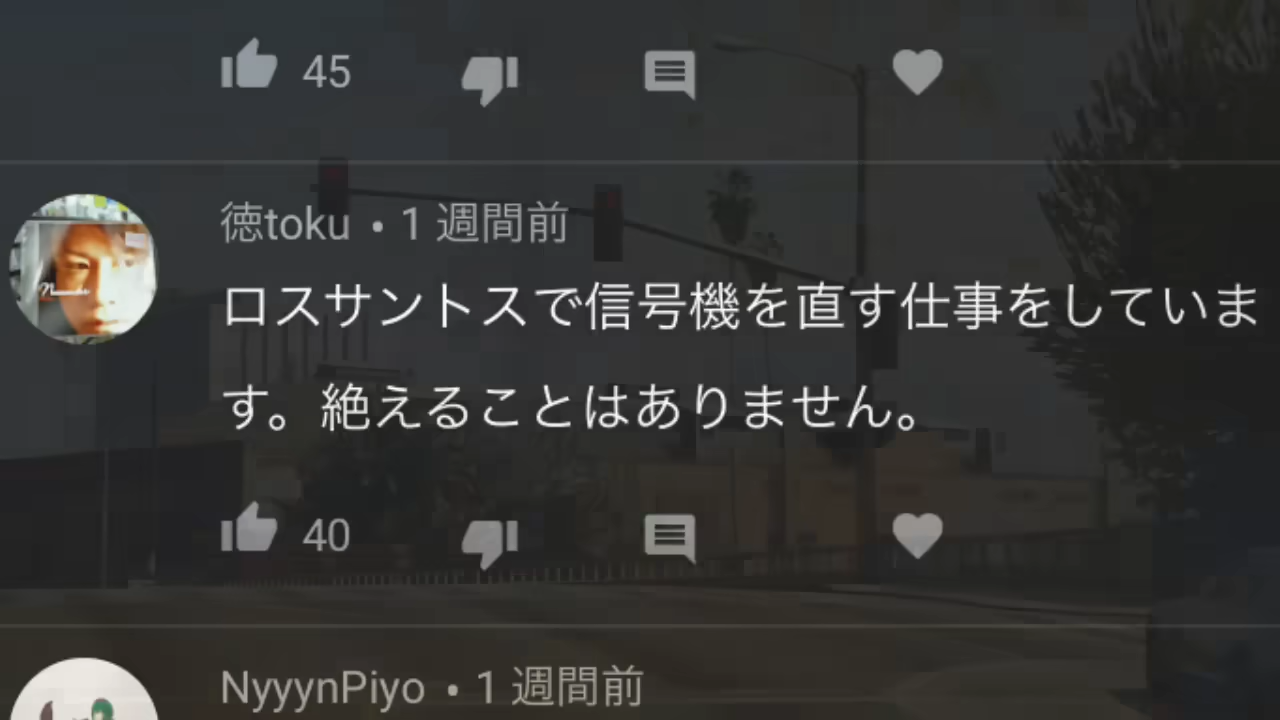 45
徳toku • 1 週間前
ロスサントスで信号機を直す仕事をしていま
す。絶えることはありません。
40
NyyynPiyo • 1 週間前